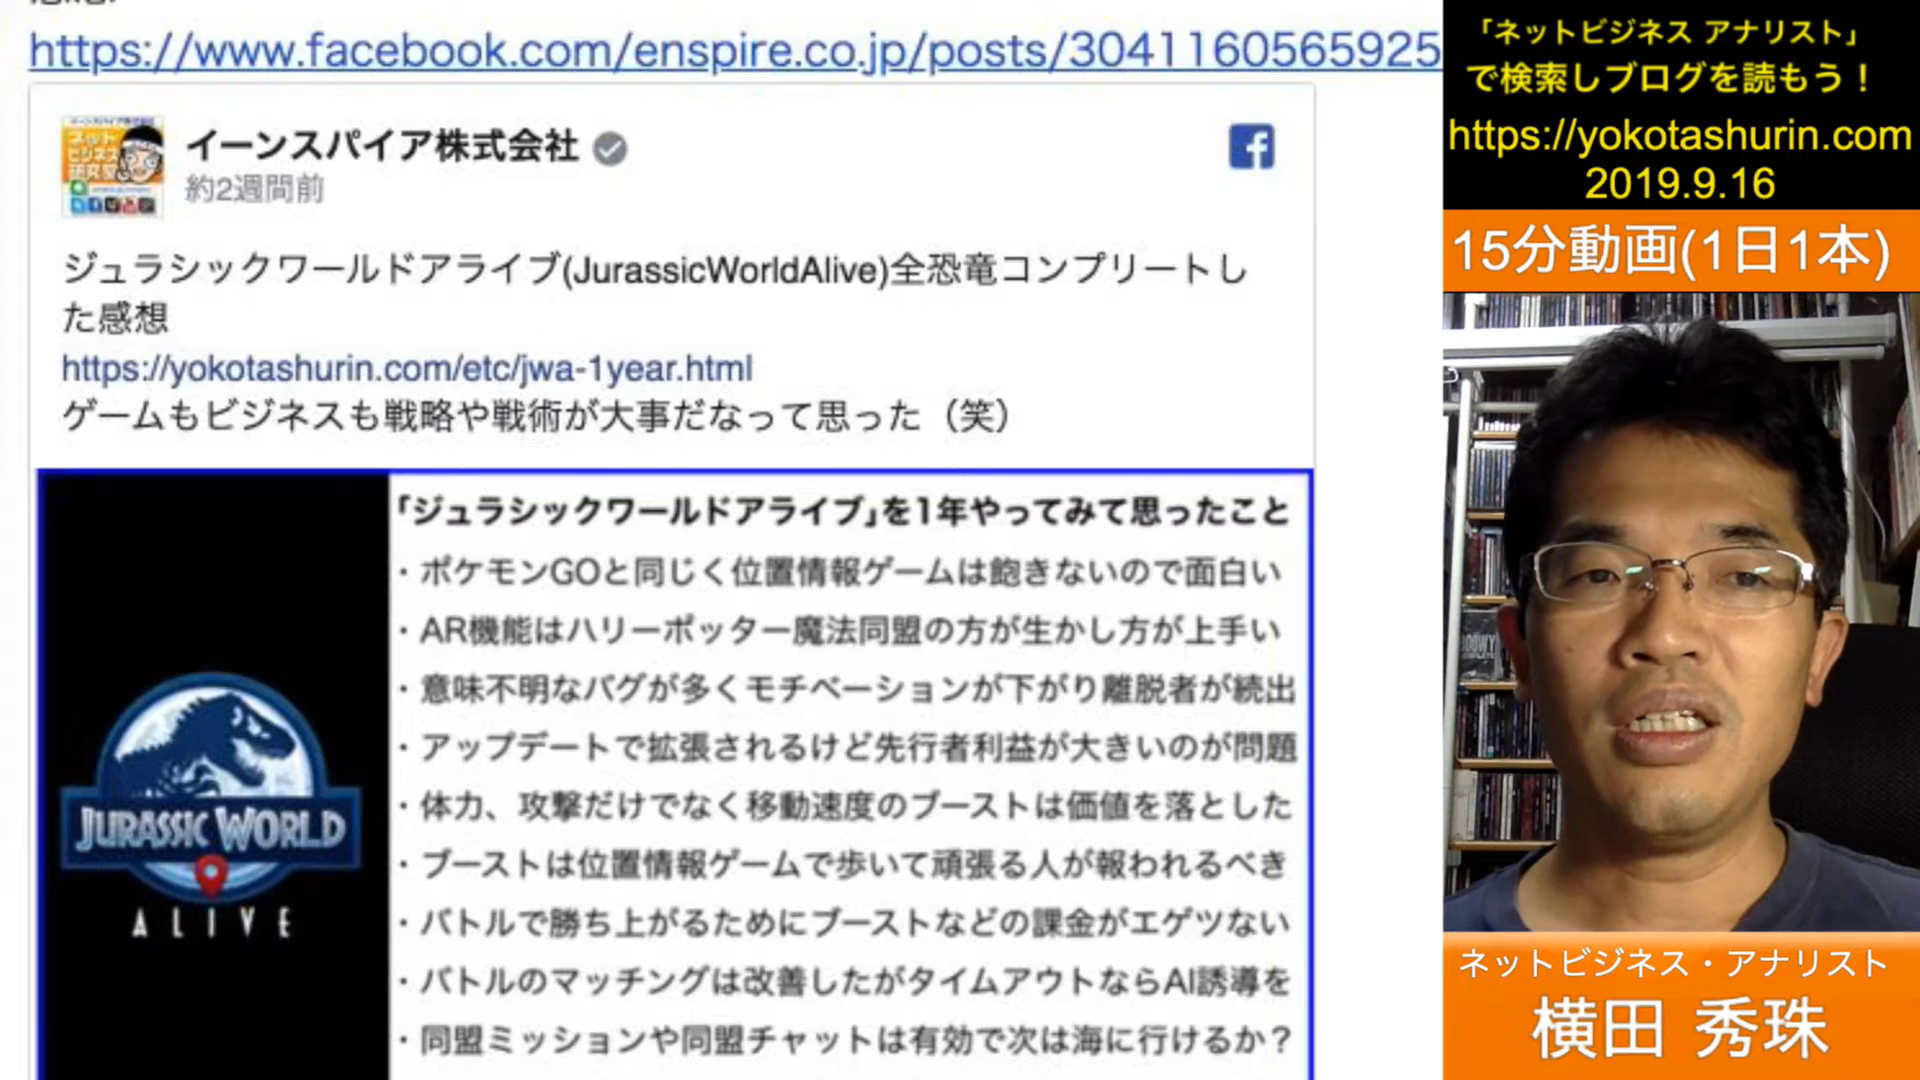 https://www.facebook.com/enspire.co.jp/posts/3041160565925
イーンスパイア株式会社
約2週間前
ジュラシックワールドアライブ(JurassicWorldAlive)全恐竜コンプリートし
た感想
https://yokotashurin.com/etc/jwa-1year.html
ゲームもビジネスも戦略や戦術が大事だなって思った（笑）
JURASSIC WORLD
ALIVE
「ジュラシックワールドアライブ」を1年やってみて思ったこと
・ポケモンGOと同じく位置情報ゲームは飽きないので面白い
・AR機能はハリーポッター魔法同盟の方が生かし方が上手い
・意味不明なバグが多くモチベーションが下がり離脱者が続出
・アップデートで拡張されるけど先行者利益が大きいのが問題
・体力、攻撃だけでなく移動速度のブーストは価値を落とした
・ブーストは位置情報ゲームで歩いて頑張る人が報われるべき
・バトルで勝ち上がるためにブーストなどの課金がエゲツない
・バトルのマッチングは改善したがタイムアウトならAI誘導を
・同盟ミッションや同盟チャットは有効で次は海に行けるか？
「ネットビジネス アナリスト」
で検索しブログを読もう！
https://yokotashurin.com
2019.9.16
15分動画(1日1本)
ネットビジネス・アナリスト
横田 秀珠